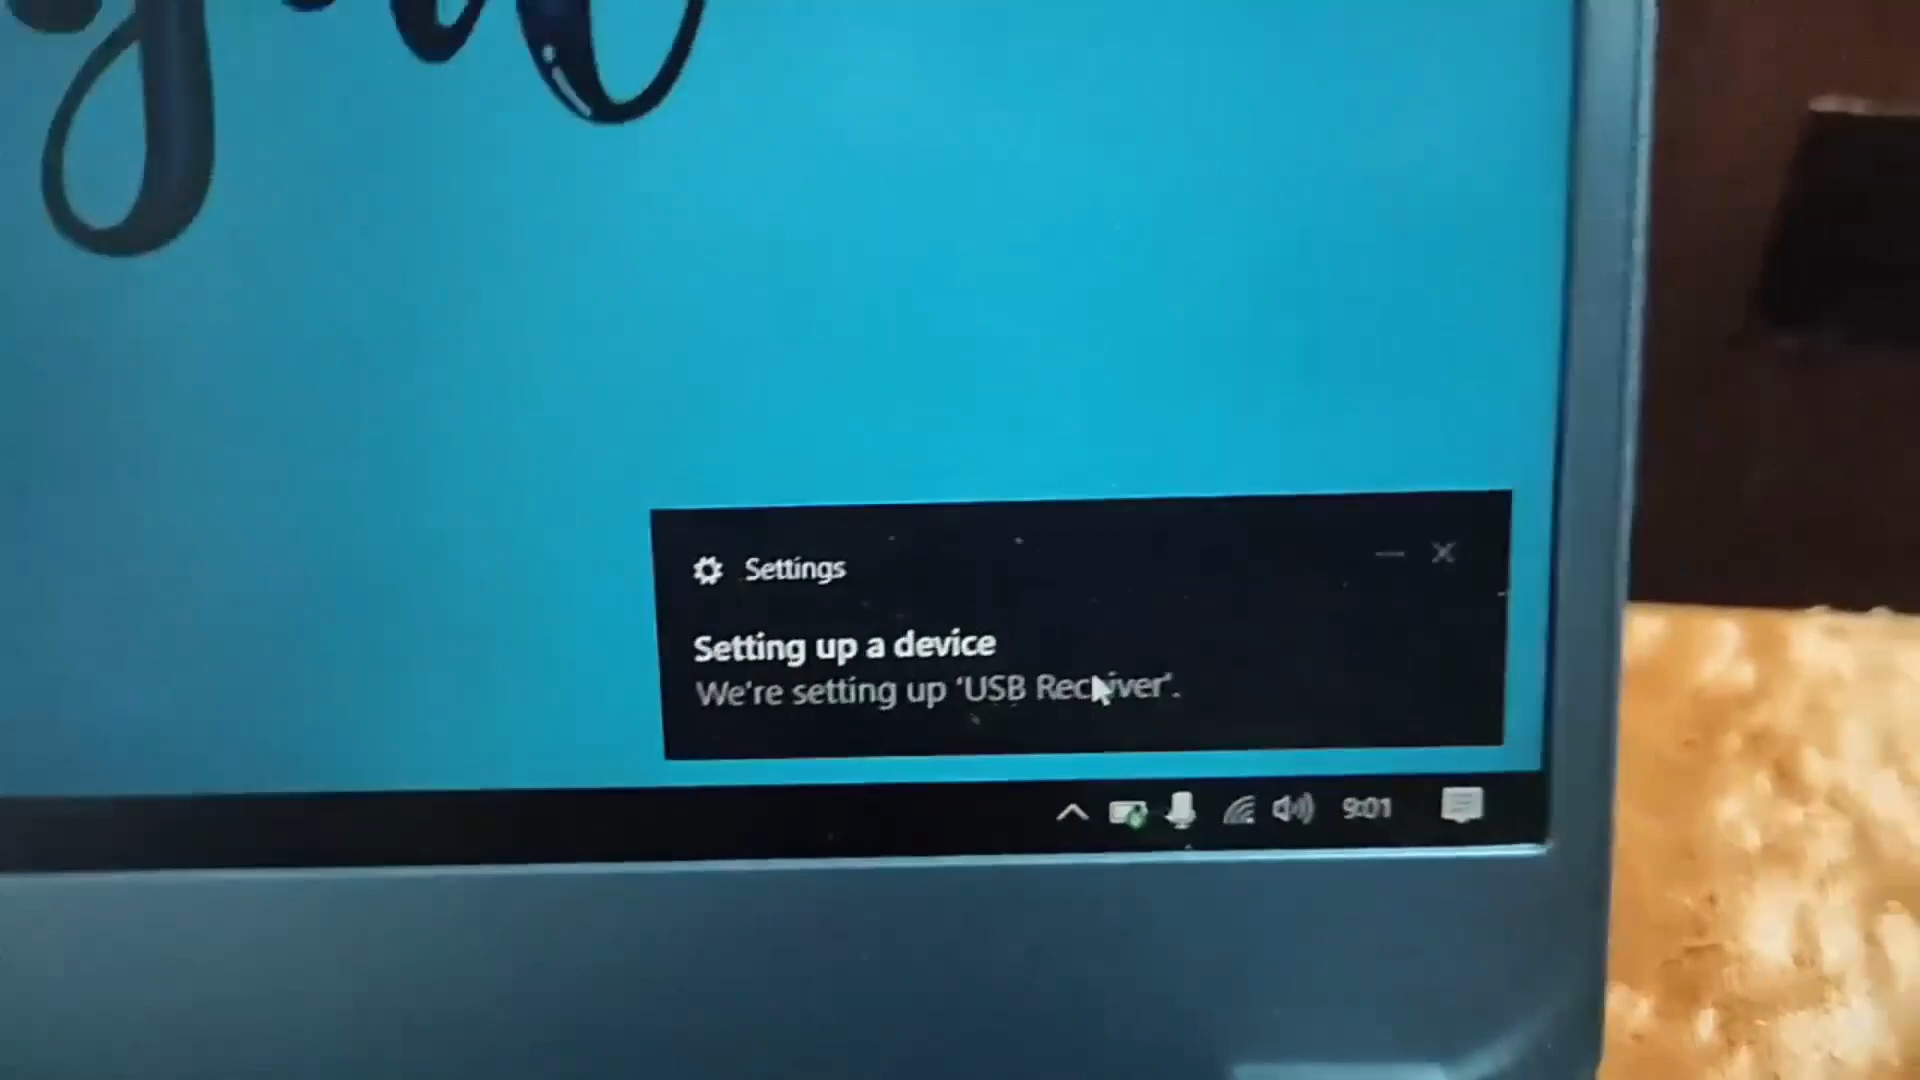 Settings
Setting up a device
We're setting up 'USB Receiver'.
9:01